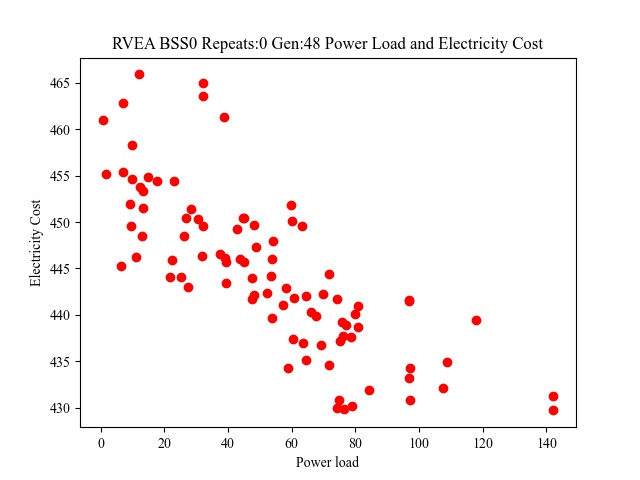 RVEA BSS0 Repeats:0 Gen:48 Power Load and Electricity Cost
465
460
455
450
445
440
435
430
Electricity Cost
0 20 40 60 80 100 120 140
Power load